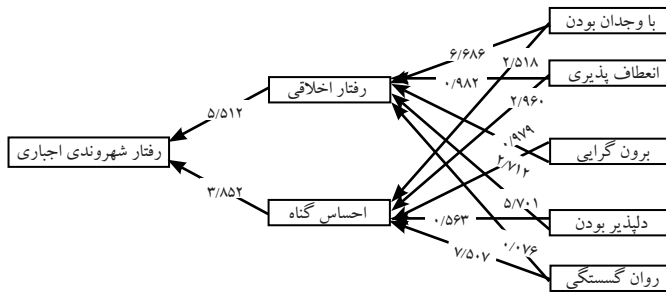 با وجدان بودن
۶/۶۸۶
۲/۵۱۸
انعطاف پذیری
رفتار اخلاقی
۰/۹۸۲
۲/۹۶۰
۵/۵۱۲
۰/۹۷۹
برون گرایی
رفتار شهروندی اجباری
۲/۷۱۲
۳/۸۵۲
احساس گناه
۵/۷۰۱
دلپذیر بودن
۰/۵۶۳
۰/۰۷۶
۷/۵۰۷
روان گسستگی